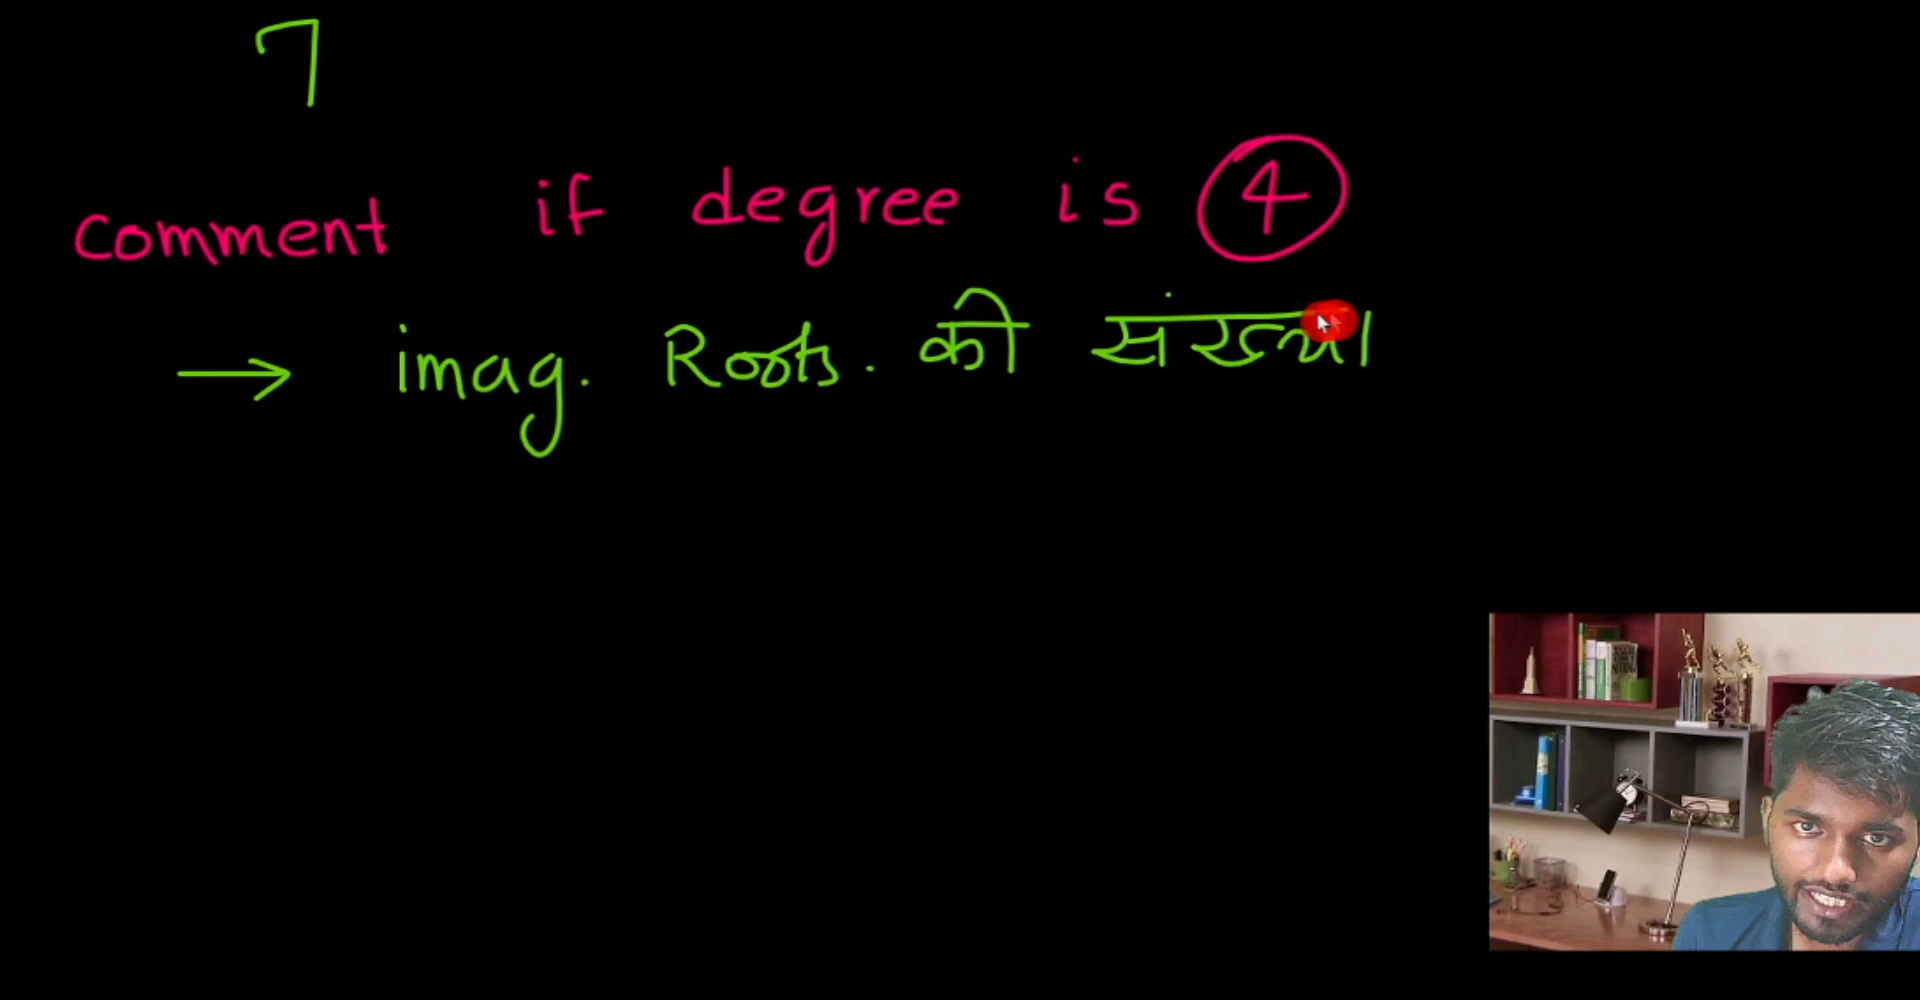 7
Comment if degree is 4
→ imag. Roots. की संख्या